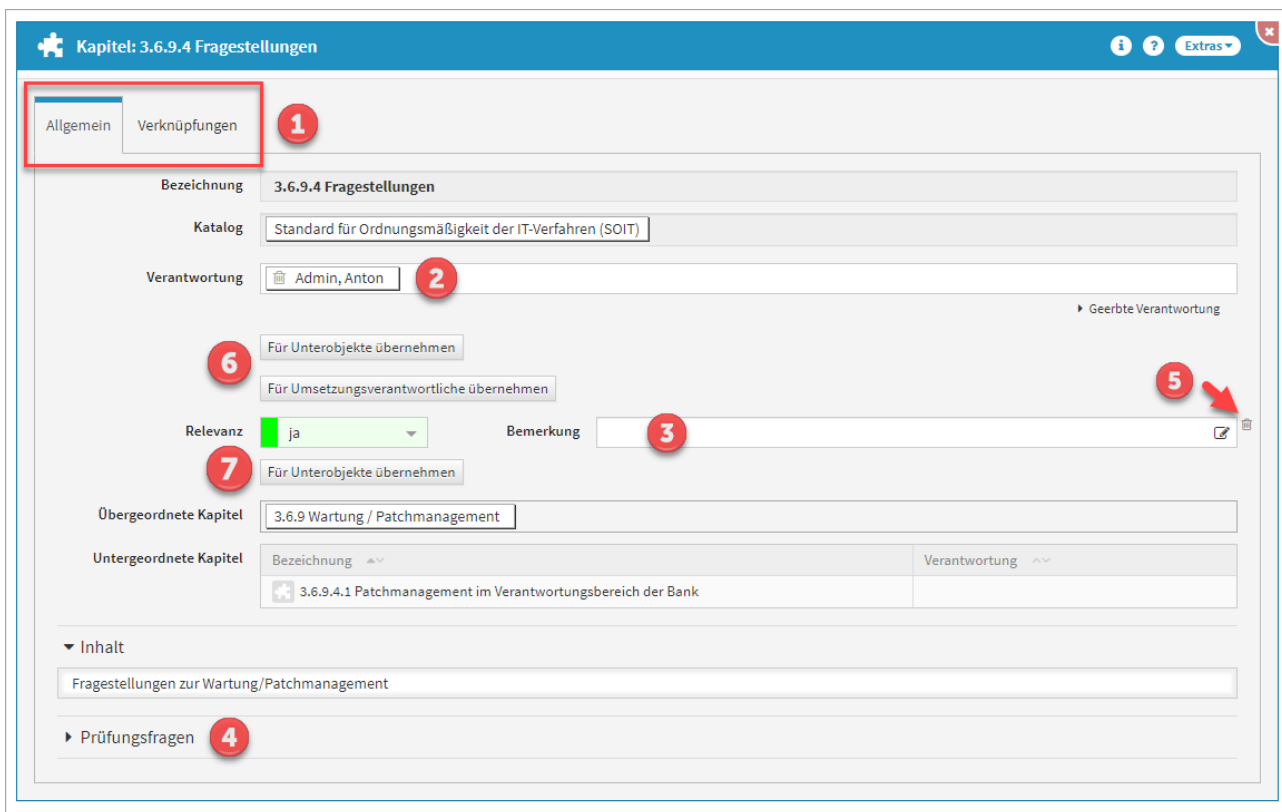 Kapitel: 3.6.9.4 Fragestellungen
i ? Extras
Allgemein Verknüpfungen 1
Bezeichnung 3.6.9.4 Fragestellungen
Katalog Standard für Ordnungsmäßigkeit der IT-Verfahren (SOIT)
Verantwortung Admin, Anton 2
Geerbte Verantwortung
6 Für Unterobjekte übernehmen
Für Umsetzungsverantwortliche übernehmen 5
Relevanz ja Bemerkung 3
7 Für Unterobjekte übernehmen
Übergeordnete Kapitel 3.6.9 Wartung / Patchmanagement
Untergeordnete Kapitel Bezeichnung Verantwortung
3.6.9.4.1 Patchmanagement im Verantwortungsbereich der Bank
Inhalt
Fragestellungen zur Wartung/Patchmanagement
Prüfungsfragen 4